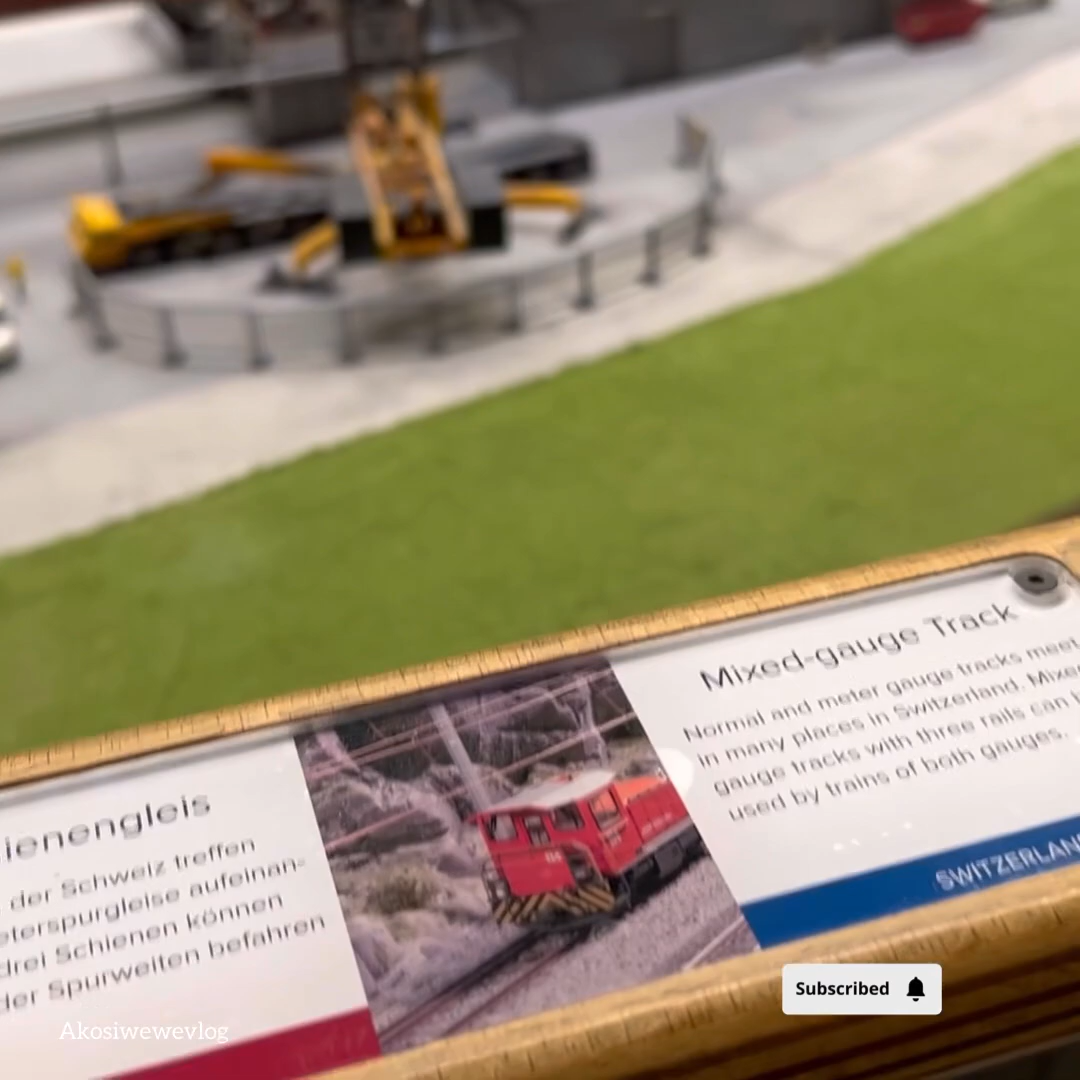 Mixed-gauge Track
Normal and meter gauge tracks meet
in many places in Switzerland. Mixed
gauge tracks with three rails can
used by trains of both gauges.
SWITZERLAND
ienengleis
der Schweiz treffen
eterspurgleise aufeinan-
drei Schienen können
der Spurweiten befahren
Subscribed
Akosiwewevlog